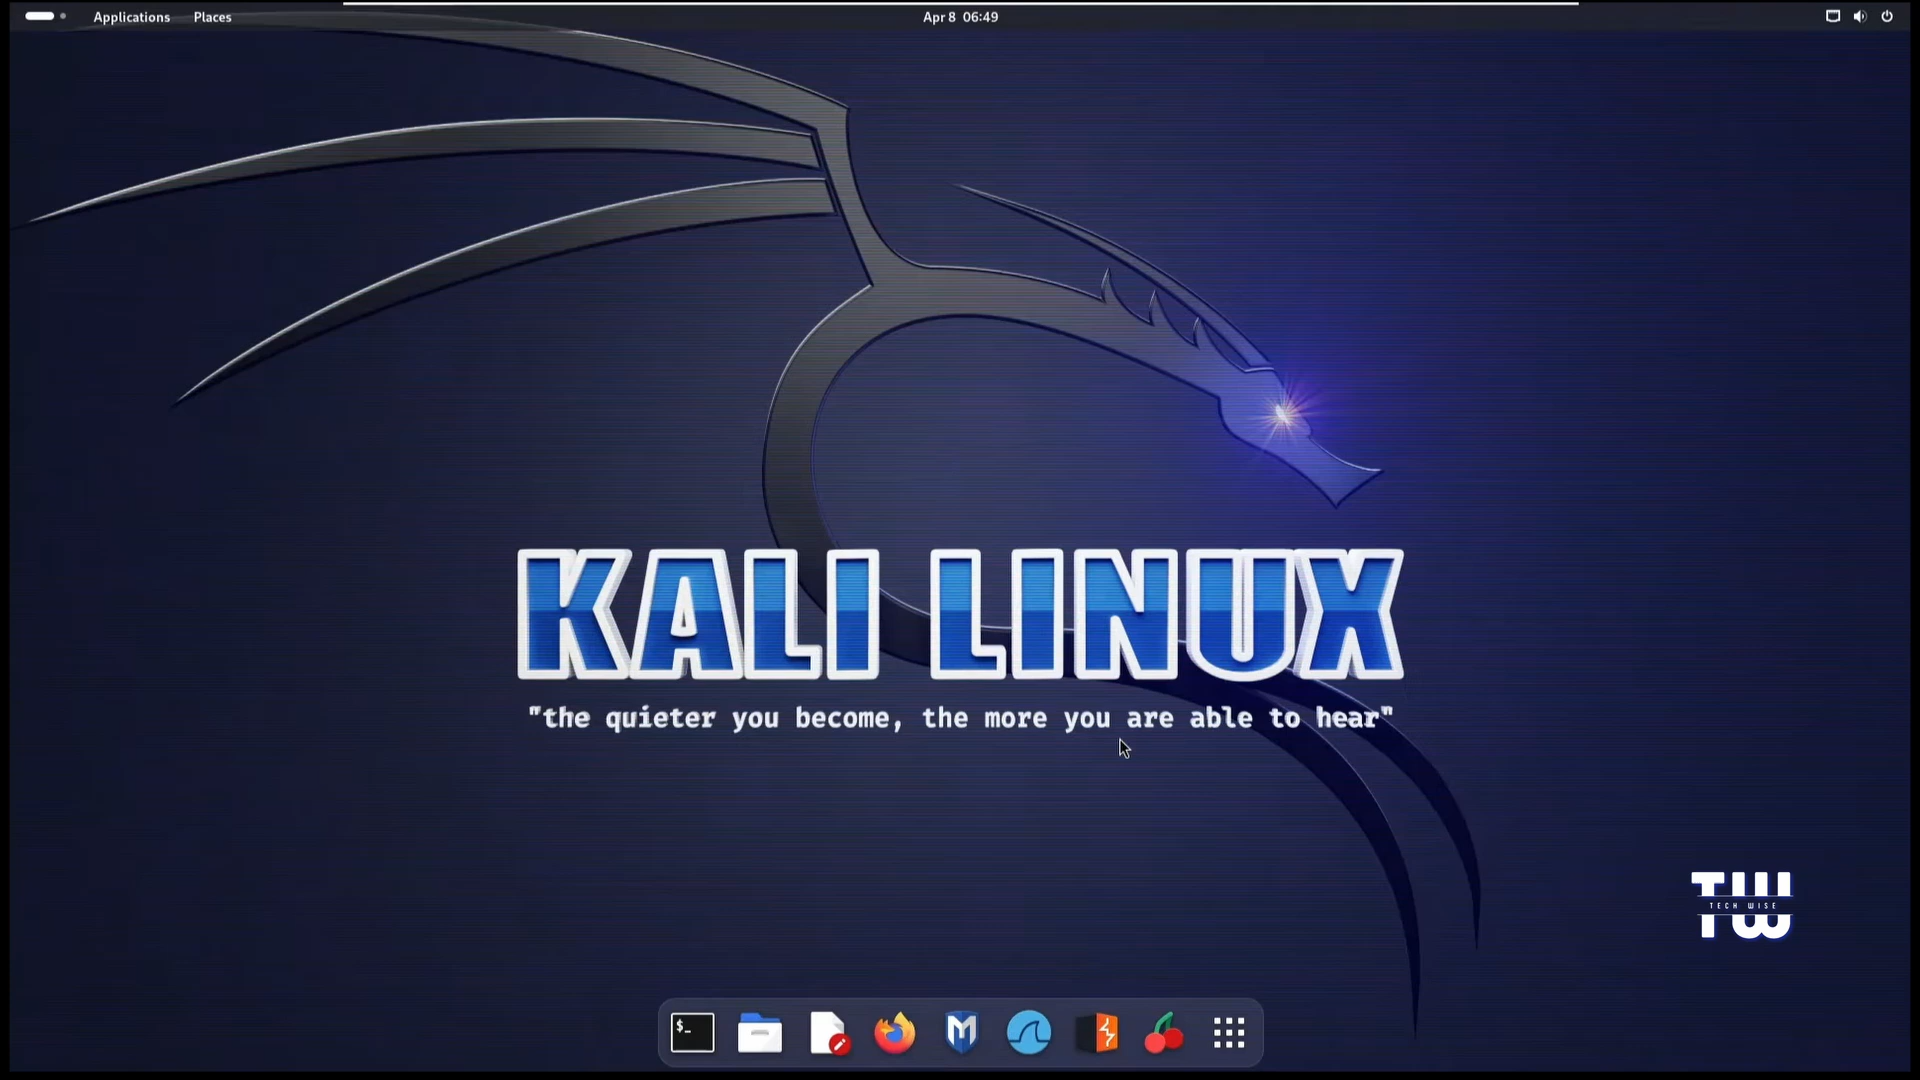 Applications Places Apr 8 06:49
KALI LINUX
"the quieter you become, the more you are able to hear"
TW
TECH WISE
$_
M